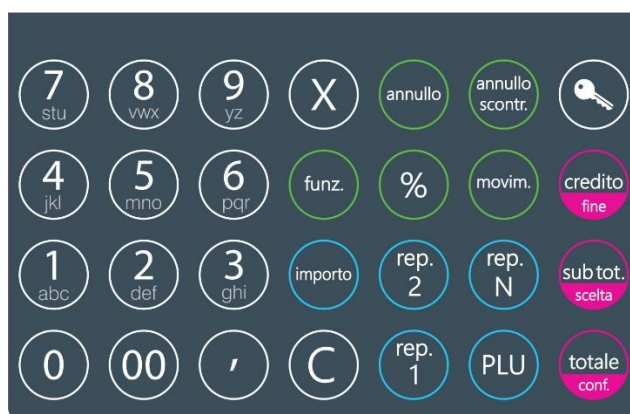 7
stu
8
vwx
9
yz
X
annullo
annullo
scontr.
4
jkl
5
mno
6
pqr
funz.
%
movim.
credito
fine
1
abc
2
def
3
ghi
importo
rep.
2
rep.
N
sub tot.
scelta
0
00
,
C
rep.
1
PLU
totale
conf.